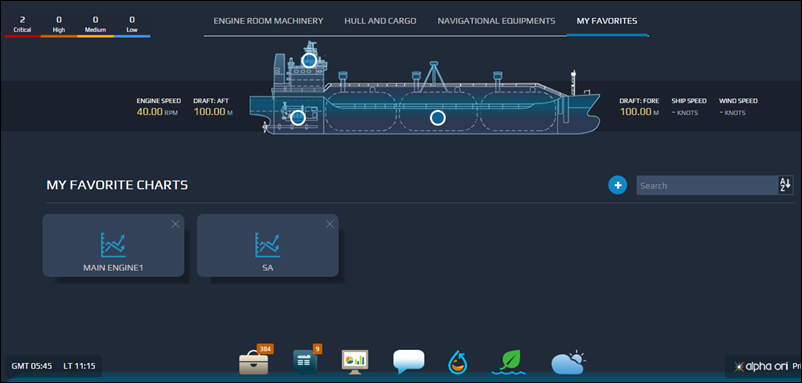 2 0 0 0
Critical High Medium Low
ENGINE ROOM MACHINERY HULL AND CARGO NAVIGATIONAL EQUIPMENTS MY FAVORITES
ENGINE SPEED DRAFT: AFT DRAFT: FORE SHIP SPEED WIND SPEED
40.00 RPM 100.00 M 100.00 M - KNOTS - KNOTS
MY FAVORITE CHARTS
Search
A
Z
MAIN ENGINE1 SA
384 9
GMT 05:45 LT 11:15
alpha ori Pr